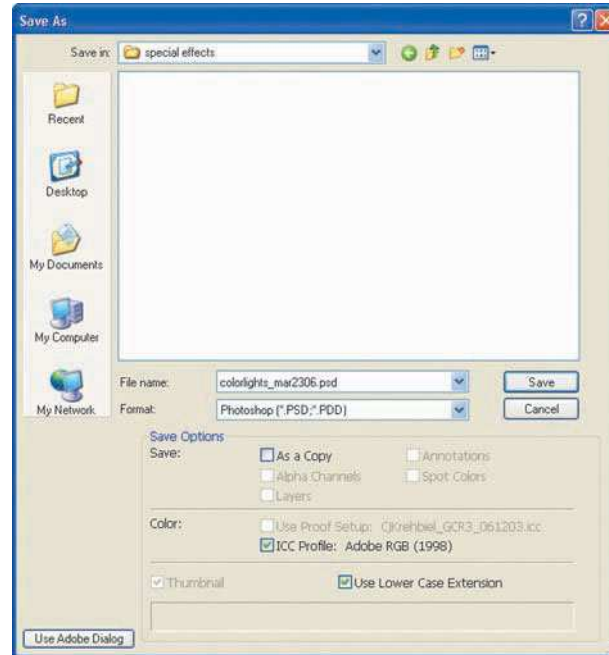 Save As
Save in: special effects
Recent
Desktop
My Documents
My Computer
My Network
File name: colorlights_mar2306.psd Save
Format: Photoshop (*.PSD;*.PDD) Cancel
Save Options
Save: As a Copy Annotations
Alpha Channels Spot Colors
Layers
Color: Use Proof Setup: CJKrehbiel_GCR3_061203.icc
ICC Profile: Adobe RGB (1998)
Thumbnail Use Lower Case Extension
Use Adobe Dialog